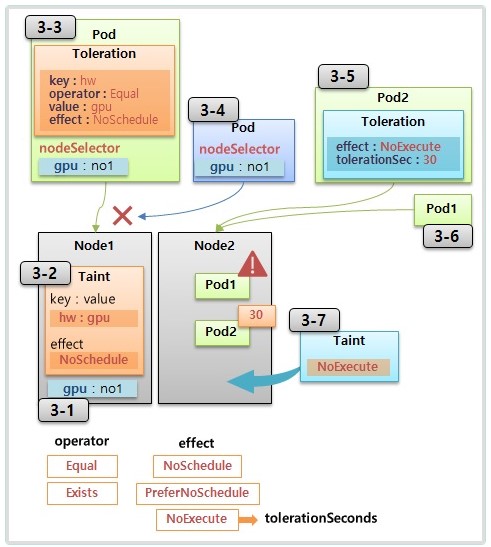 3-3
Pod
Toleration
key : hw
operator : Equal
value : gpu
effect : NoSchedule
nodeSelector
gpu : no1
3-4
Pod
nodeSelector
gpu : no1
3-5
Pod2
Toleration
effect : NoExecute
tolerationSec : 30
Pod1
3-6
Node1
3-2
Taint
key : value
hw : gpu
effect
NoSchedule
gpu : no1
3-1
Node2
Pod1
Pod2
30
3-7
Taint
NoExecute
operator
Equal
Exists
effect
NoSchedule
PreferNoSchedule
NoExecute
tolerationSeconds